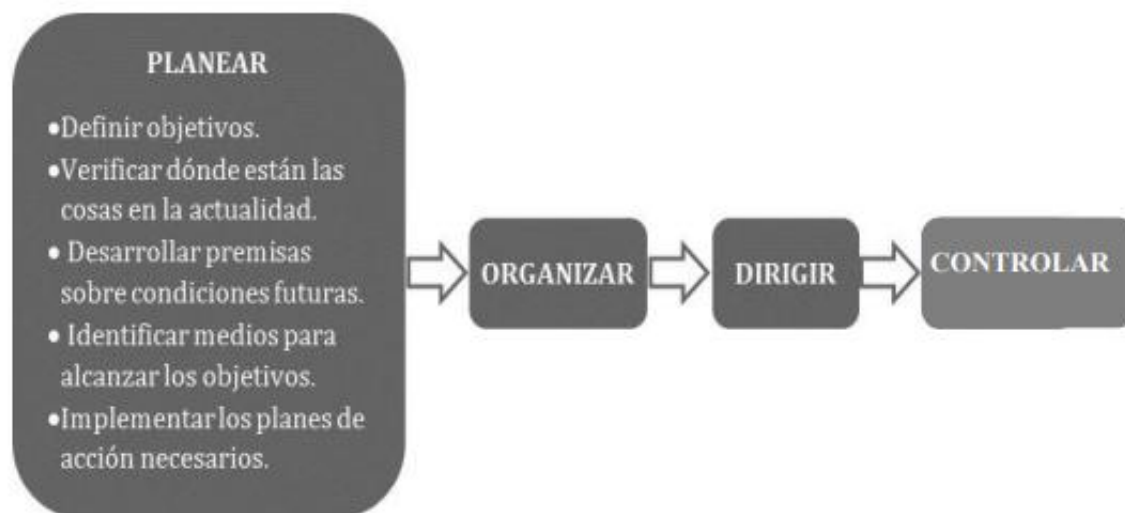 PLANEAR
•Definir objetivos.
•Verificar dónde están las
cosas en la actualidad.
• Desarrollar premisas
sobre condiciones futuras.
• Identificar medios para
alcanzar los objetivos.
•Implementar los planes de
acción necesarios.
ORGANIZAR
DIRIGIR
CONTROLAR